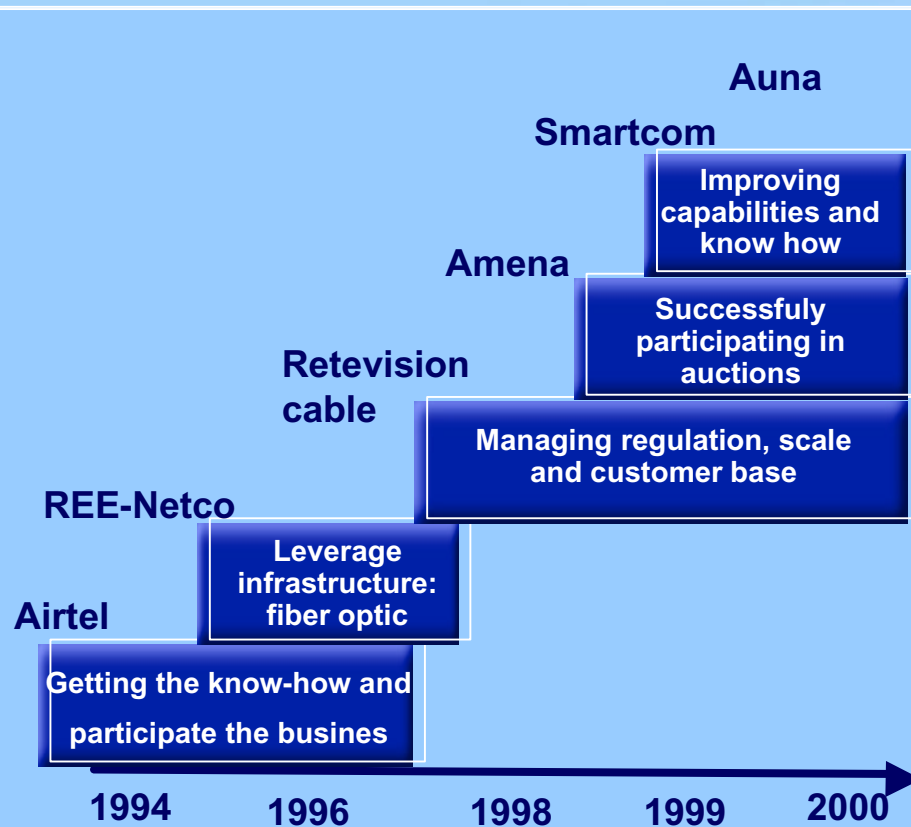 Auna
Smartcom
Improving
capabilities and
know how
Amena
Successfuly
participating in
auctions
Retevision
cable
Managing regulation, scale
and customer base
REE-Netco
Leverage
infrastructure:
fiber optic
Airtel
Getting the know-how and
participate the busines
1994 1996 1998 1999 2000